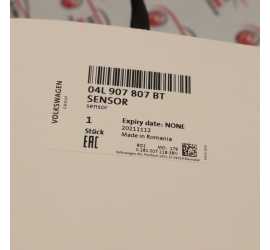 04L 907 807 BT
SENSOR
sensor
VOLKSWAGEN
1
Stück
Expiry date: NONE
20211112
Made in Romania
EAC